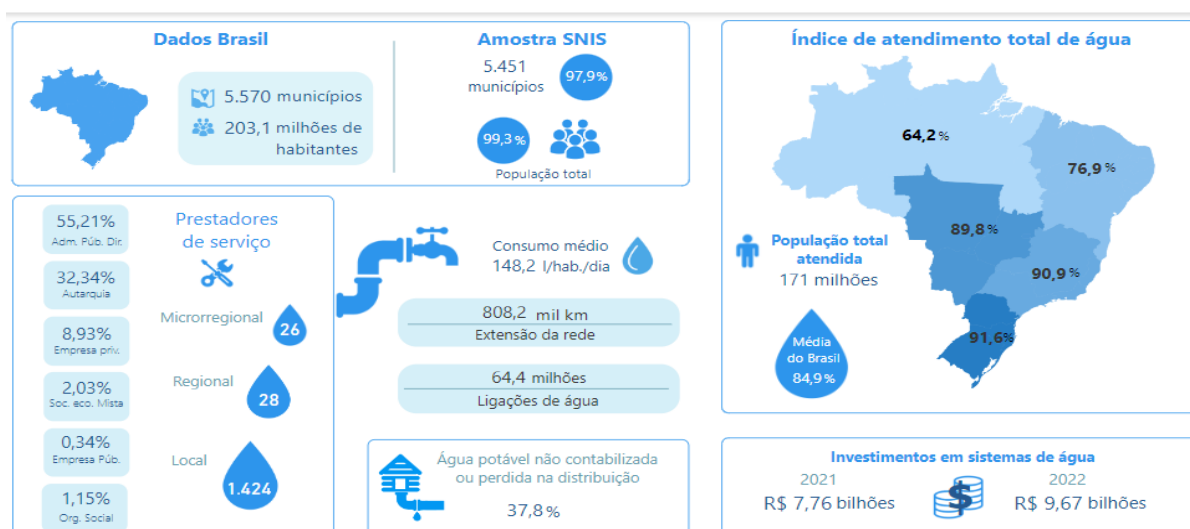 Dados Brasil
5.570 municípios
203,1 milhões de
habitantes
Amostra SNIS
5.451
municípios
97,9%
99,3 %
População total
Índice de atendimento total de água
64,2 %
76,9 %
89,8 %
90,9 %
91,6%
População total
atendida
171 milhões
Média
do Brasil
84,9%
55,21%
Adm. Púb. Dir.
32,34%
Autarquia
8,93%
Empresa priv.
2,03%
Soc. eco. Mista
0,34%
Empresa Púb.
1,15%
Org. Social
Prestadores
de serviço
Microrregional
26
Regional
28
Local
1.424
Consumo médio
148,2 l/hab./dia
808,2 mil km
Extensão da rede
64,4 milhões
Ligações de água
Água potável não contabilizada
ou perdida na distribuição
37,8 %
Investimentos em sistemas de água
2021
R$ 7,76 bilhões
$
2022
R$ 9,67 bilhões